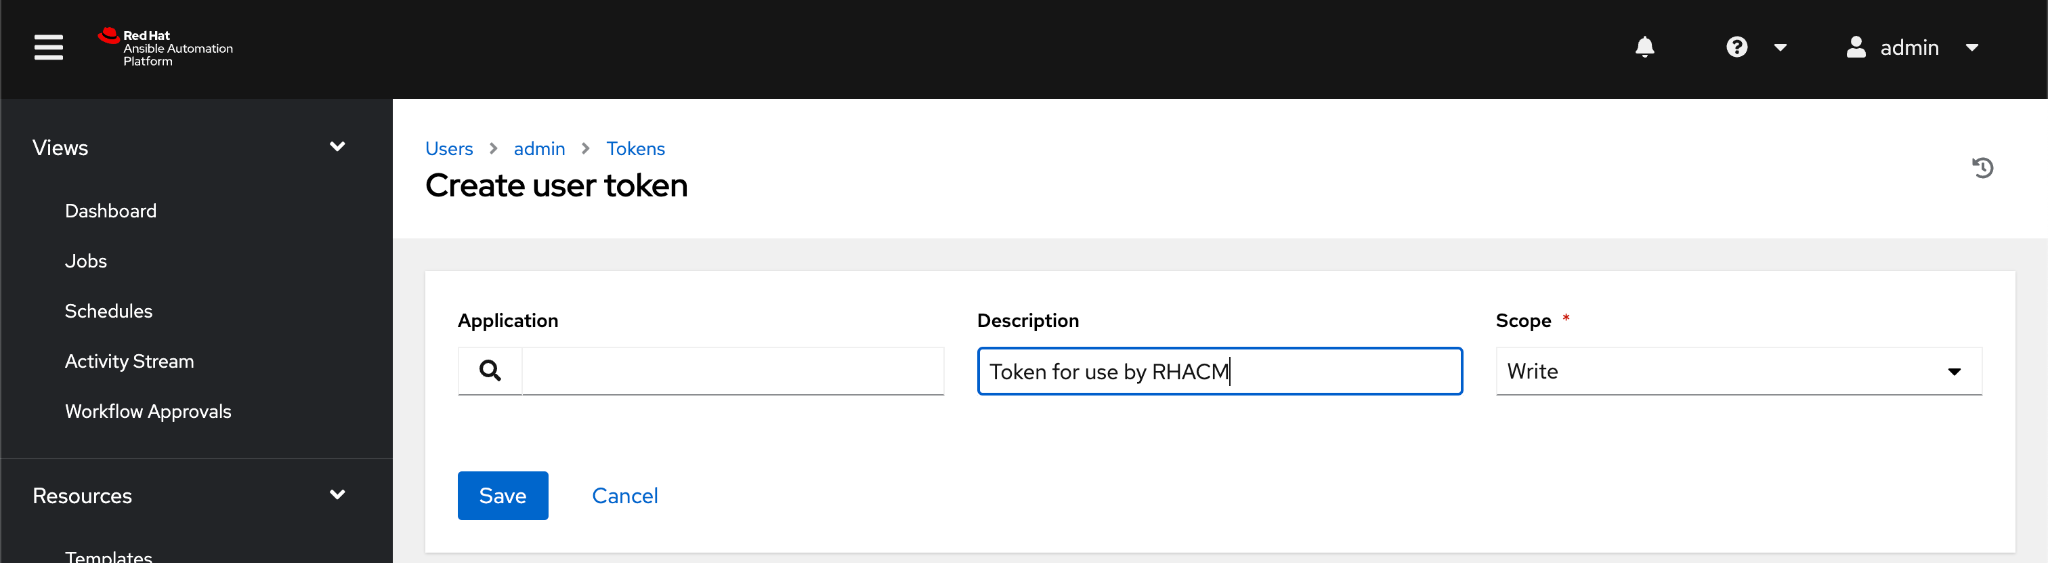 Red Hat
Ansible Automation
Platform
admin
Views
Dashboard
Jobs
Schedules
Activity Stream
Workflow Approvals
Resources
Templates
Users > admin > Tokens
Create user token
Application
Description
Token for use by RHACM
Scope *
Write
Save
Cancel